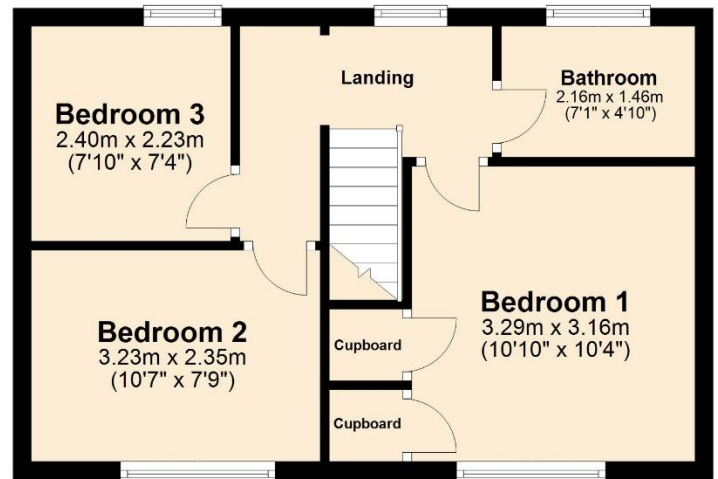 Landing
Bathroom
2.16m x 1.46m
(7'1" x 4'10")
Bedroom 3
2.40m x 2.23m
(7'10" x 7'4")
Bedroom 2
3.23m x 2.35m
(10'7" x 7'9")
Bedroom 1
3.29m x 3.16m
(10'10" x 10'4")
Cupboard
Cupboard